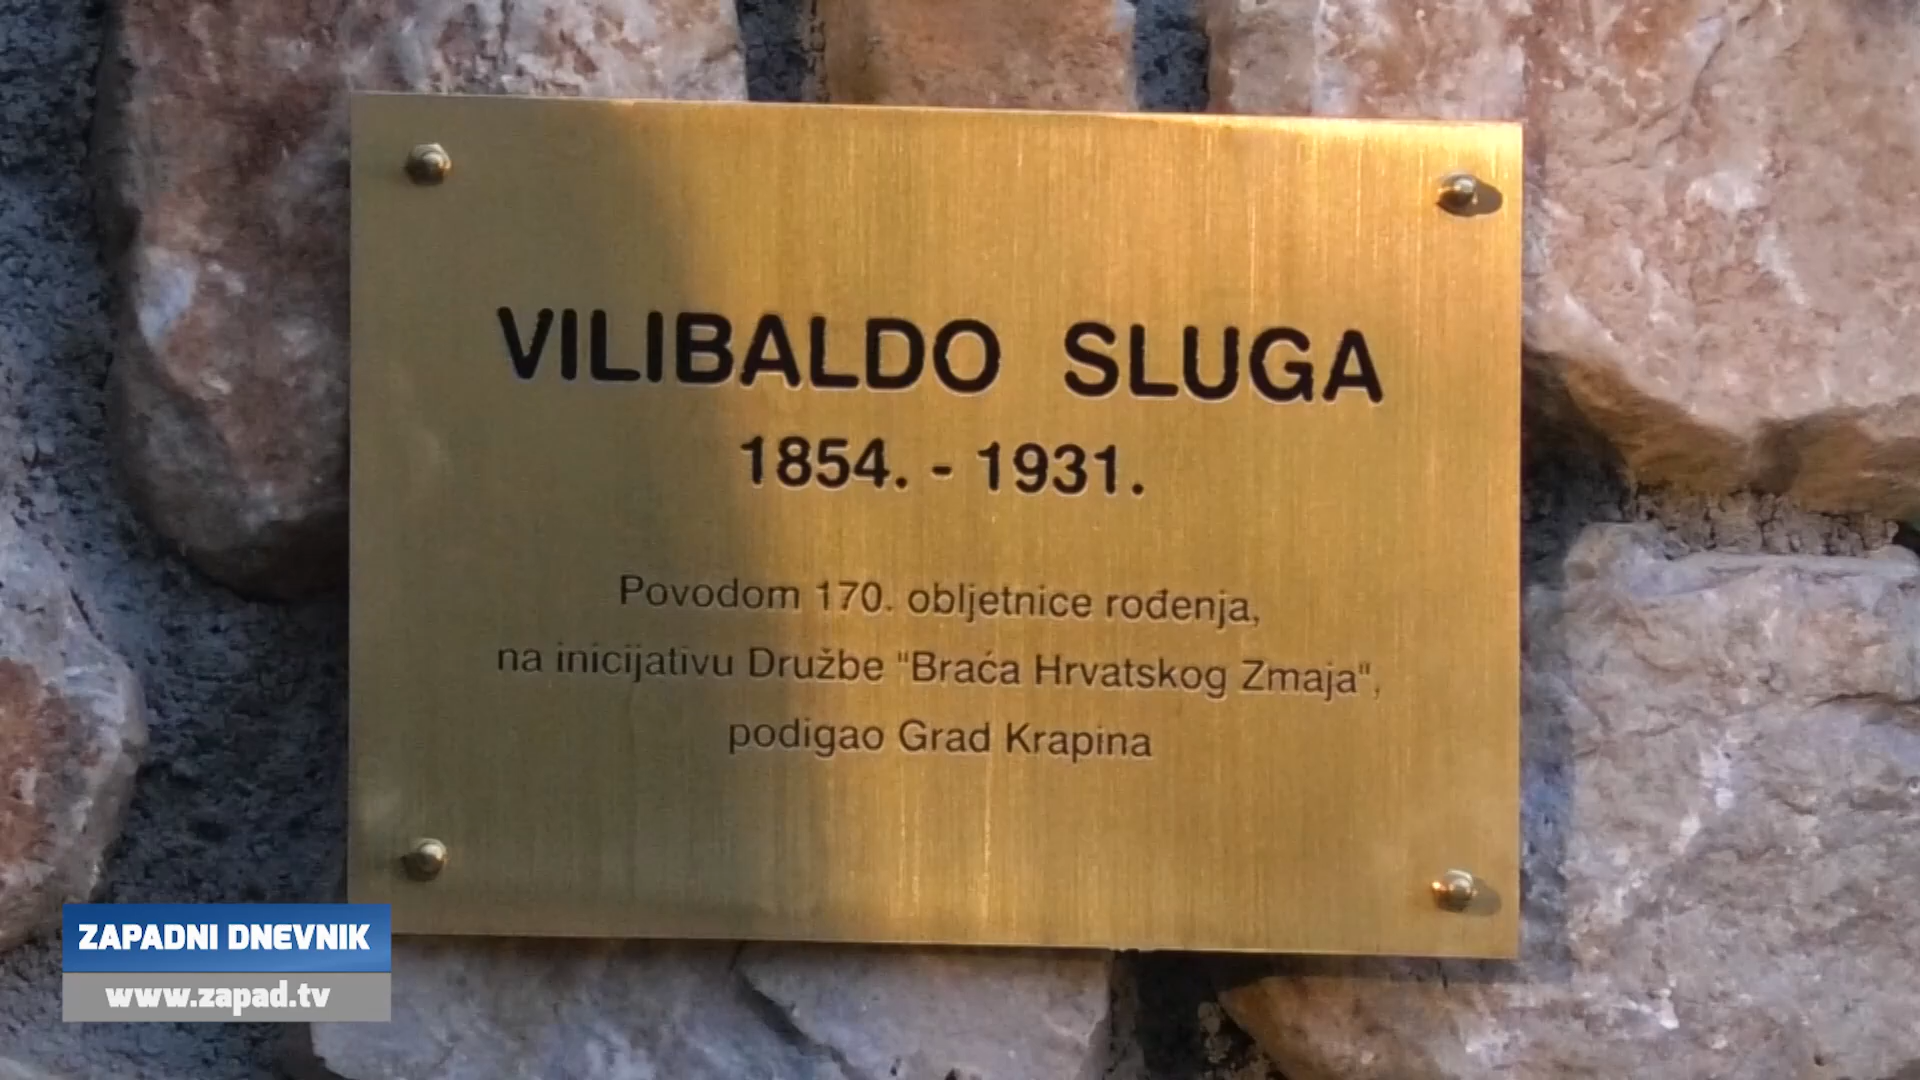 VILIBALDO SLUGA
1854. - 1931.
Povodom 170. obljetnice rođenja,
na inicijativu Družbe "Braća Hrvatskog Zmaja",
podigao Grad Krapina
ZAPADNI DNEVNIK
www.zapad.tv